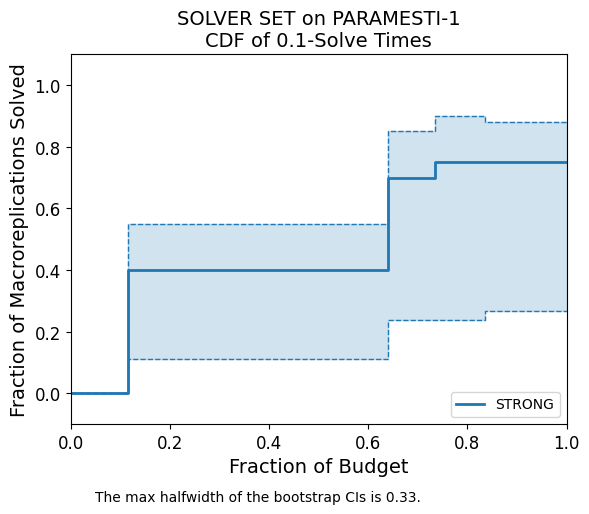 SOLVER SET on PARAMESTI-1
CDF of 0.1-Solve Times
Fraction of Macroreplications Solved
1.0
0.8
0.6
0.4
0.2
0.0
STRONG
0.0 0.2 0.4 0.6 0.8 1.0
Fraction of Budget
The max halfwidth of the bootstrap CIs is 0.33.